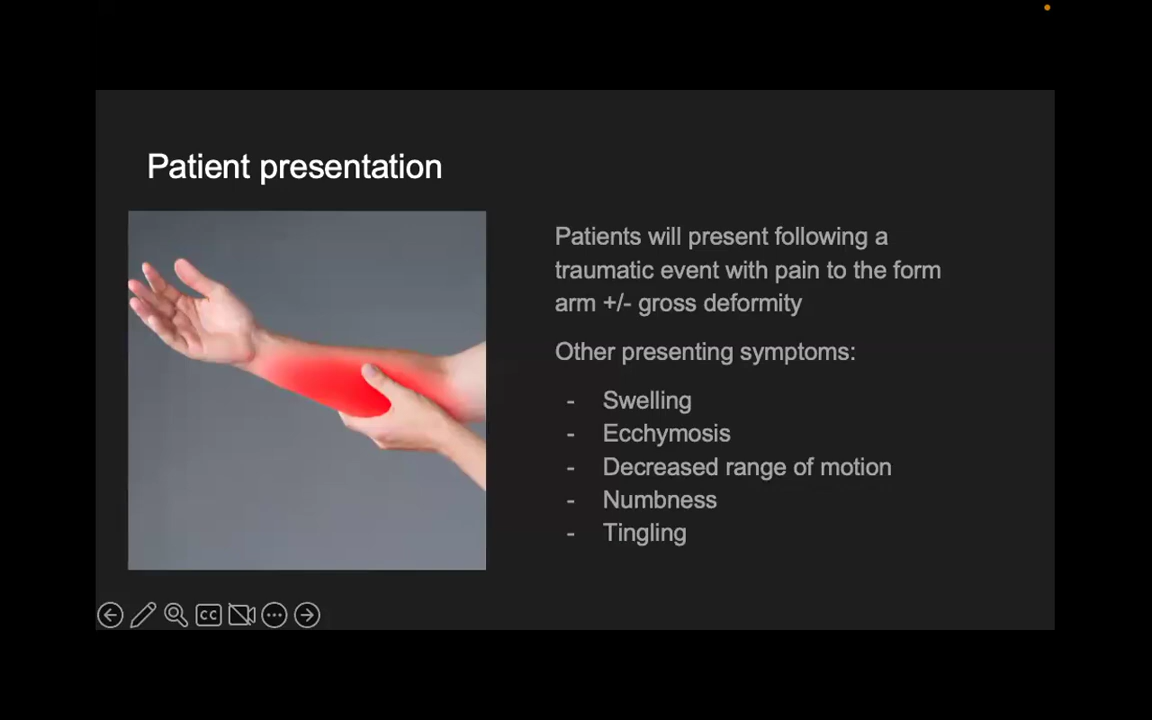 Patient presentation
Patients will present following a
traumatic event with pain to the form
arm +/- gross deformity
Other presenting symptoms:
- Swelling
- Ecchymosis
- Decreased range of motion
- Numbness
- Tingling
CC